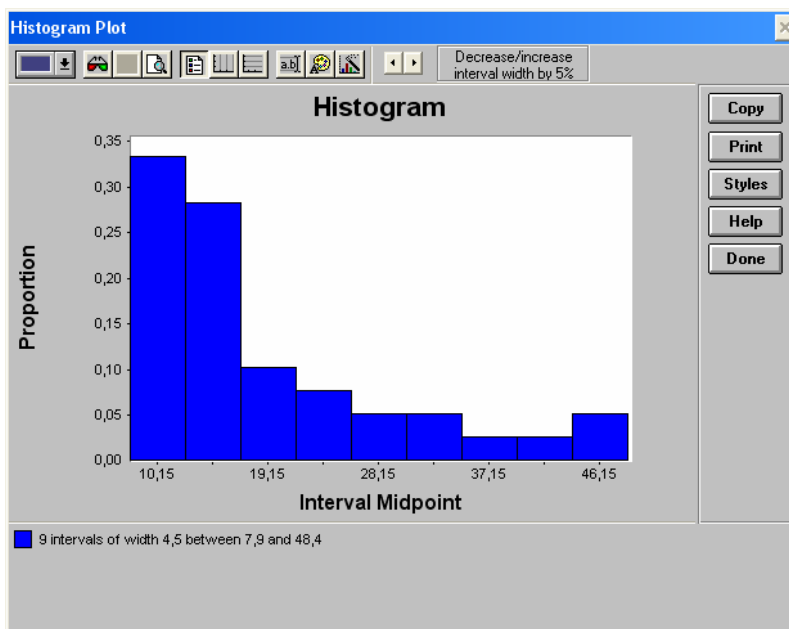 Histogram Plot
a.b
Decrease/increase
interval width by 5%
Histogram
Copy
Print
Styles
Help
Done
Proportion
0,35
0,30
0,25
0,20
0,15
0,10
0,05
0,00
10,15 19,15 28,15 37,15 46,15
Interval Midpoint
9 intervals of width 4,5 between 7,9 and 48,4